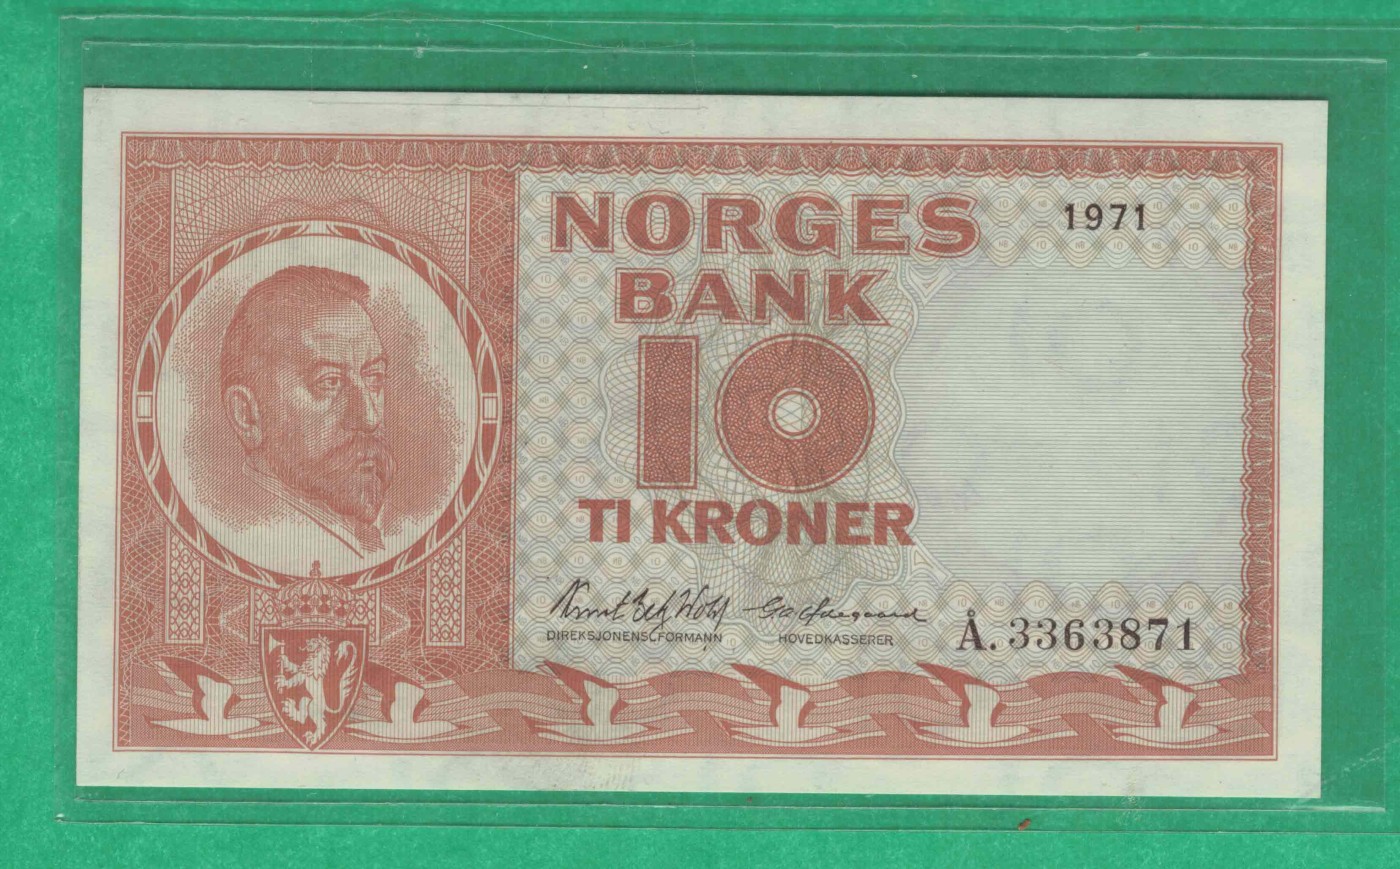 NORGES
1971
BANK
10
TI KRONER
DIREKSJONENS FORMANN
HOVEDKASSERER
Å.3363871